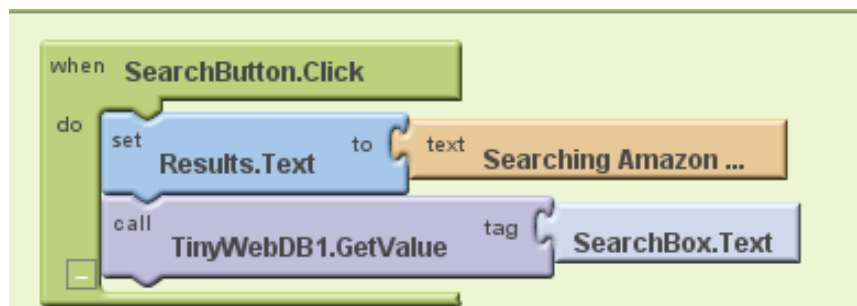 when SearchButton.Click
do
set Results.Text to text Searching Amazon ...
call TinyWebDB1.GetValue tag SearchBox.Text